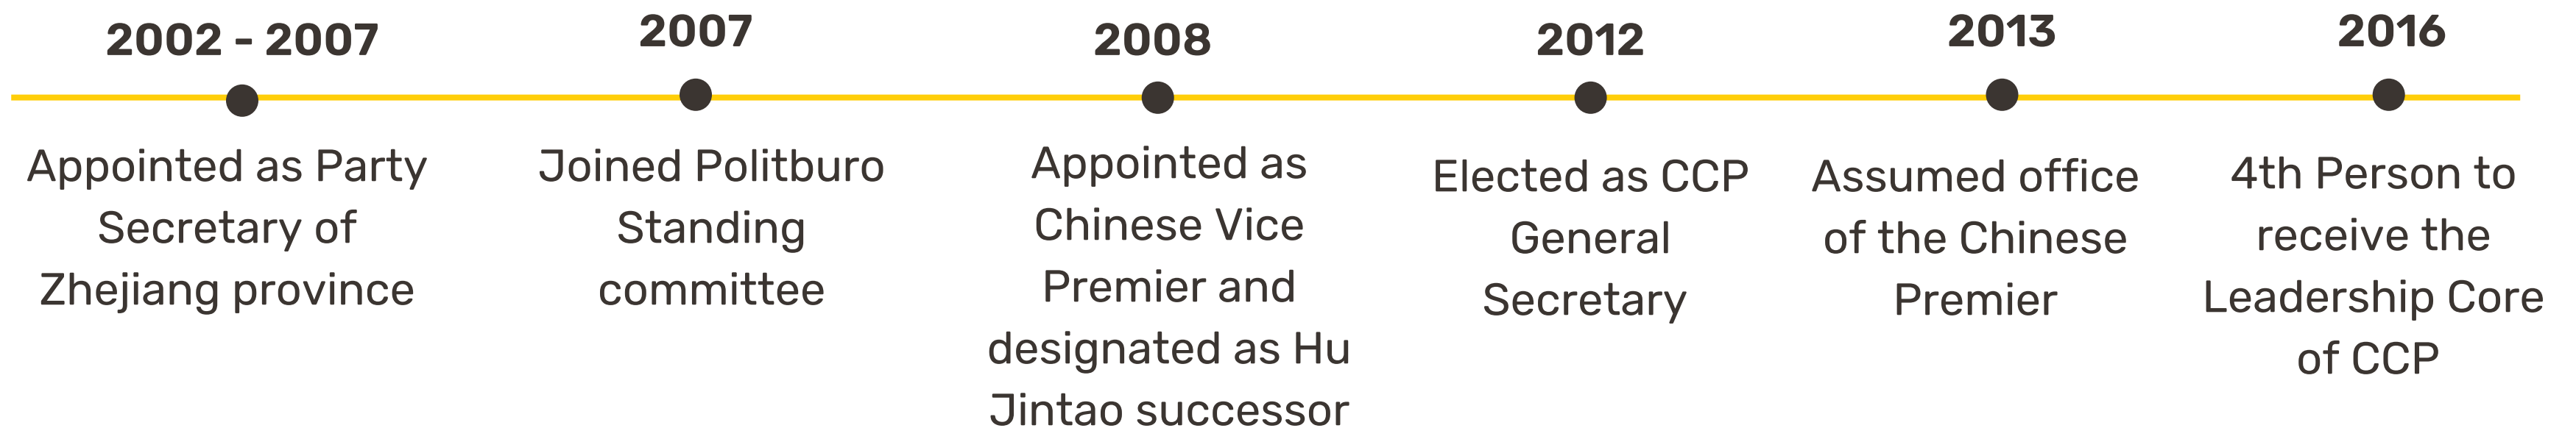 2002 - 2007
Appointed as Party
Secretary of
Zhejiang province
2007
Joined Politburo
Standing
committee
2008
Appointed as
Chinese Vice
Premier and
designated as Hu
Jintao successor
2012
Elected as CCP
General
Secretary
2013
Assumed office
of the Chinese
Premier
2016
4th Person to
receive the
Leadership Core
of CCP